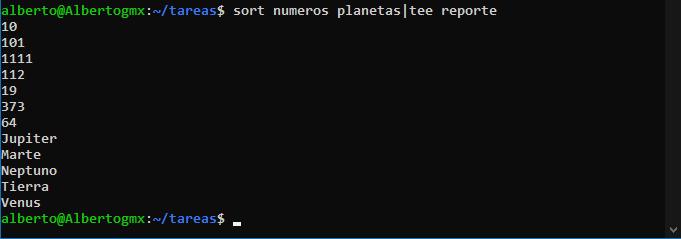 alberto@Albertogmx:~/tareas$ sort numeros planetas|tee reporte
10
101
1111
112
19
373
64
Jupiter
Marte
Neptuno
Tierra
Venus
alberto@Albertogmx:~/tareas$